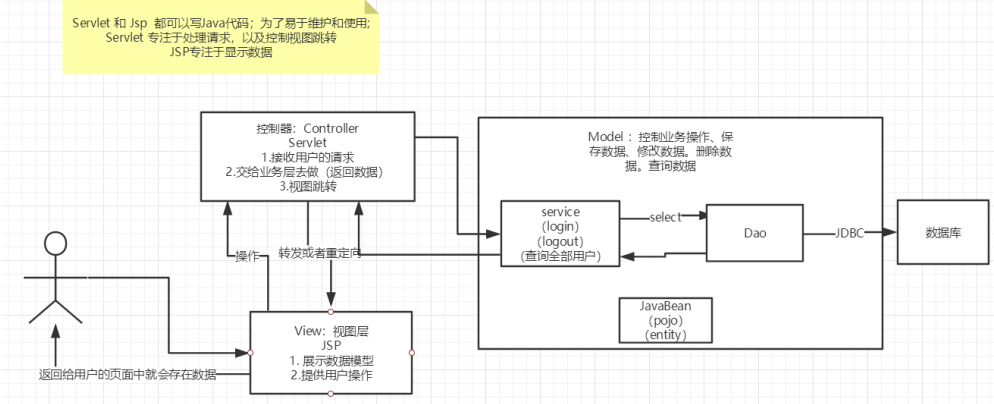 Servlet 和 Jsp 都可以写Java代码；为了易于维护和使用;
Servlet 专注于处理请求，以及控制视图跳转
JSP专注于显示数据
控制器：Controller
Servlet
1.接收用户的请求
2.交给业务层去做（返回数据）
3.视图跳转
Model ：控制业务操作、保
存数据、修改数据。删除数
据。查询数据
service
（login）
（logout）
（查询全部用户）
select
Dao
JDBC
数据库
JavaBean
（pojo）
（entity）
操作
转发或者重定向
View：视图层
JSP
1. 展示数据模型
2.提供用户操作
返回给用户的页面中就会存在数据